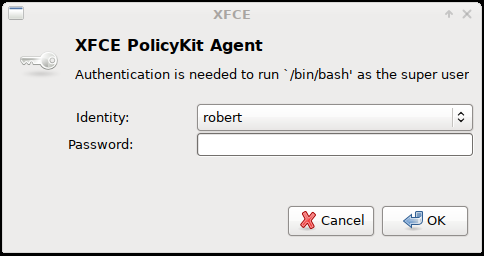 XFCE
XFCE PolicyKit Agent
Authentication is needed to run `/bin/bash' as the super user
Identity: robert
Password:
Cancel OK